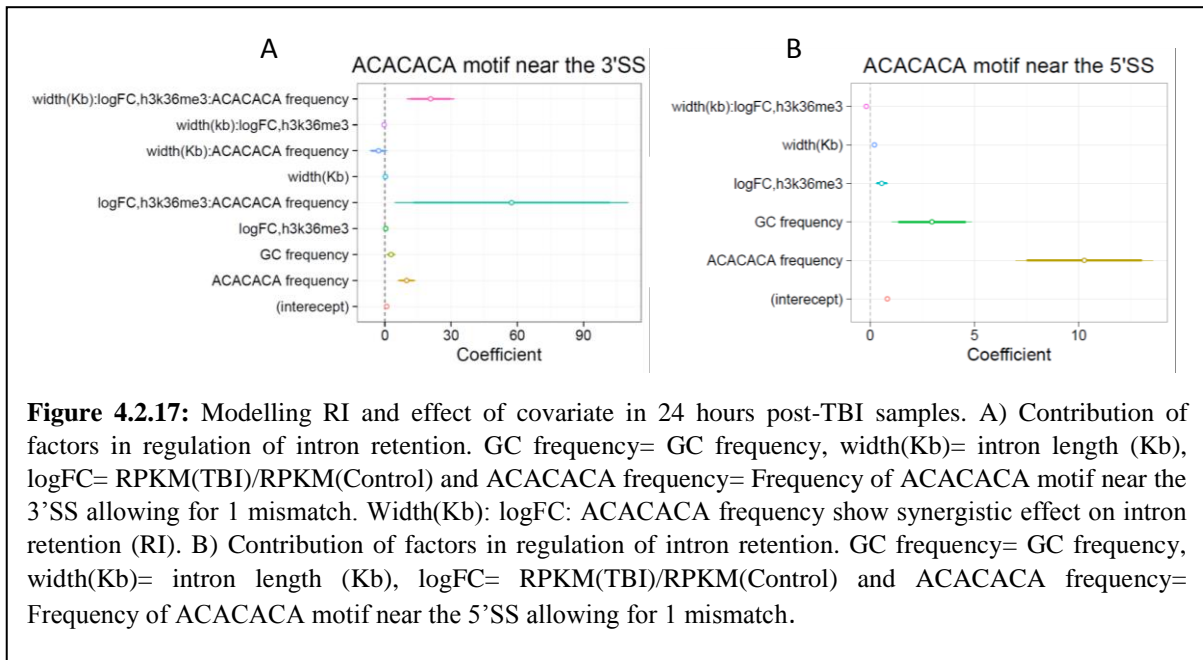 A
ACACACA motif near the 3'SS
width(Kb):logFC,h3k36me3:ACACACA frequency
width(kb):logFC,h3k36me3
width(Kb):ACACACA frequency
width(Kb)
logFC,h3k36me3:ACACACA frequency
logFC,h3k36me3
GC frequency
ACACACA frequency
(interecept)
0 30 60 90
Coefficient
B
ACACACA motif near the 5'SS
width(kb):logFC,h3k36me3
width(Kb)
logFC,h3k36me3
GC frequency
ACACACA frequency
(interecept)
0 5 10
Coefficient
Figure 4.2.17: Modelling RI and effect of covariate in 24 hours post-TBI samples. A) Contribution of
factors in regulation of intron retention. GC frequency= GC frequency, width(Kb)= intron length (Kb),
logFC= RPKM(TBI)/RPKM(Control) and ACACACA frequency= Frequency of ACACACA motif near the
3’SS allowing for 1 mismatch. Width(Kb): logFC: ACACACA frequency show synergistic effect on intron
retention (RI). B) Contribution of factors in regulation of intron retention. GC frequency= GC frequency,
width(Kb)= intron length (Kb), logFC= RPKM(TBI)/RPKM(Control) and ACACACA frequency=
Frequency of ACACACA motif near the 5’SS allowing for 1 mismatch.